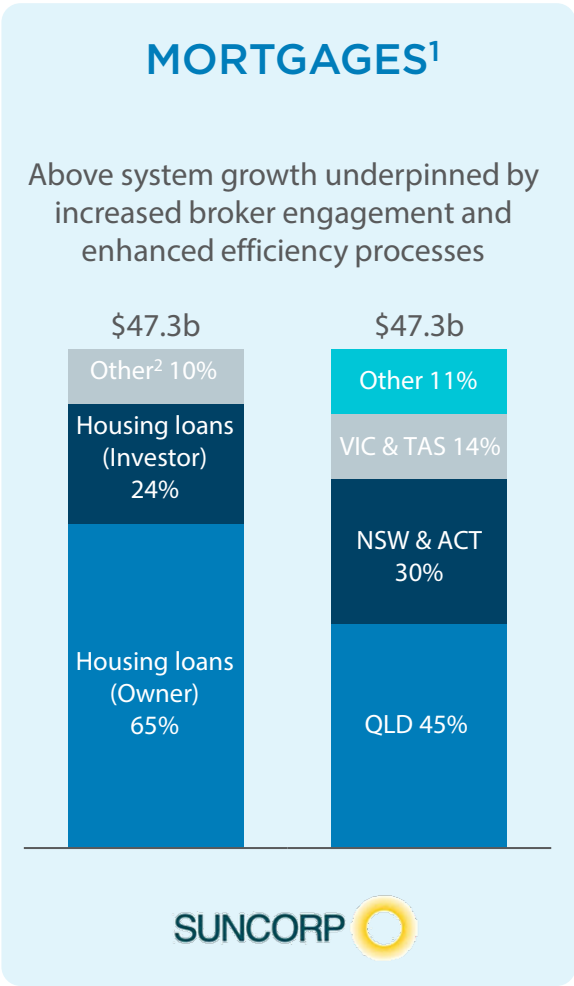 MORTGAGES¹
Above system growth underpinned by
increased broker engagement and
enhanced efficiency processes
$47.3b
Other² 10%
Housing loans
(Investor)
24%
Housing loans
(Owner)
65%
$47.3b
Other 11%
VIC & TAS 14%
NSW & ACT
30%
QLD 45%
SUNCORP